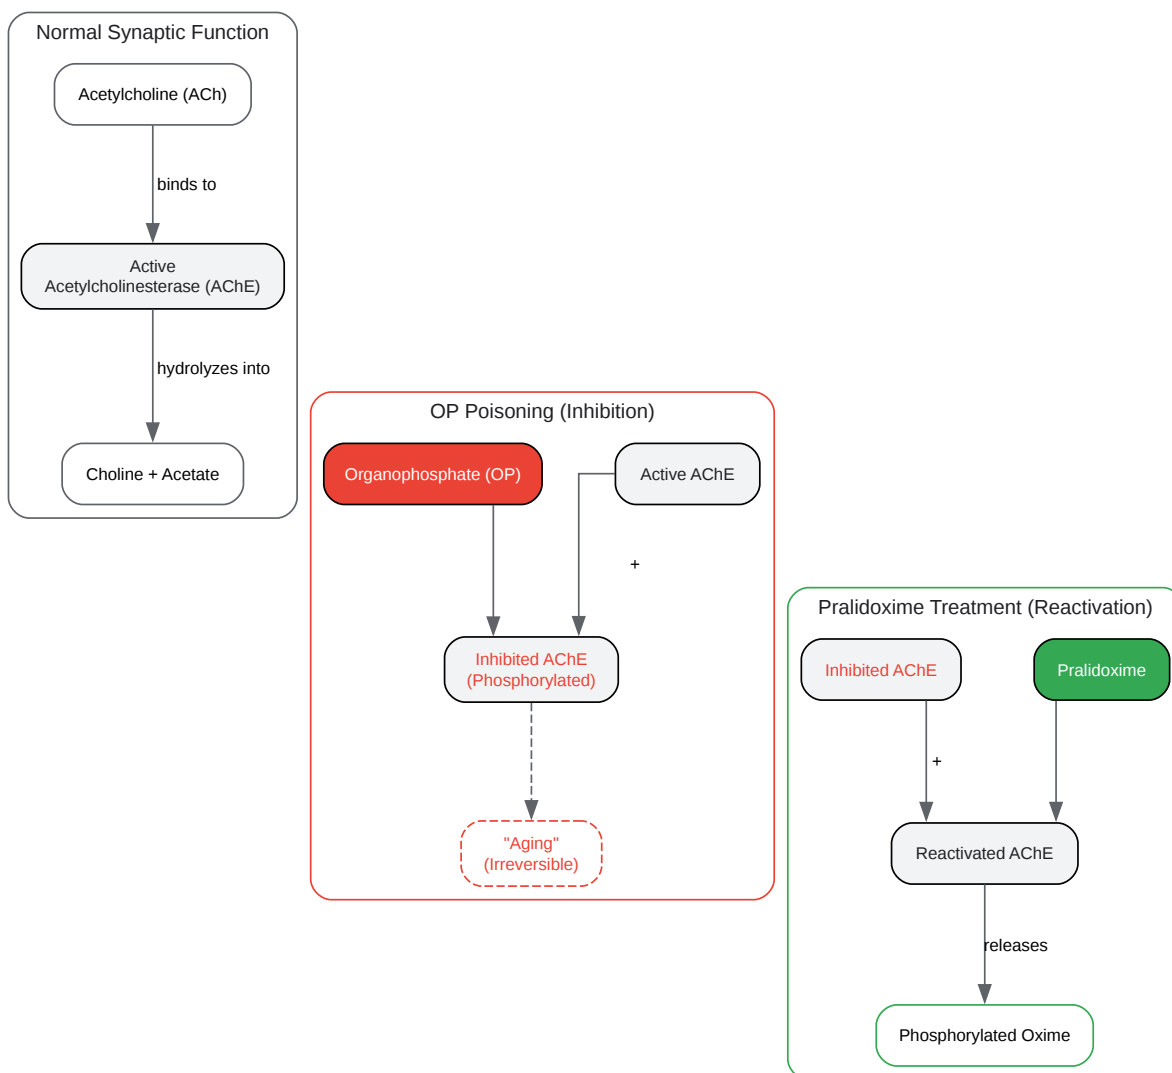 Normal Synaptic Function
Acetylcholine (ACh)
binds to
Active
Acetylcholinesterase (AChE)
hydrolyzes into
Choline + Acetate
OP Poisoning (Inhibition)
Organophosphate (OP)
Active AChE
+
Inhibited AChE
(Phosphorylated)
"Aging"
(Irreversible)
Pralidoxime Treatment (Reactivation)
Inhibited AChE
Pralidoxime
+
Reactivated AChE
releases
Phosphorylated Oxime